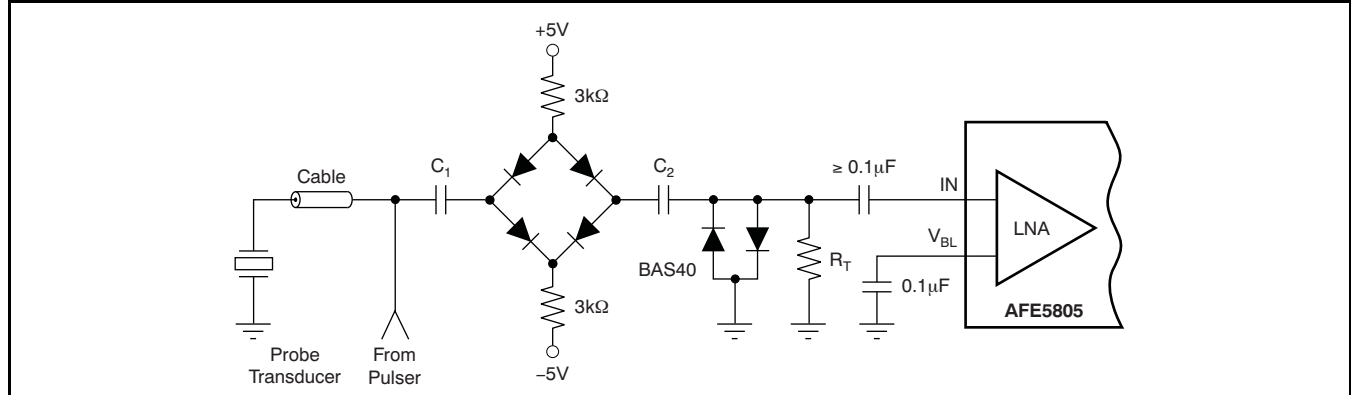 +5V
3kΩ
C1
C2
Cable
≥ 0.1μF
IN
LNA
VBL
BAS40
RT
0.1μF
AFE5805
3kΩ
Probe
Transducer
From
Pulser
–5V